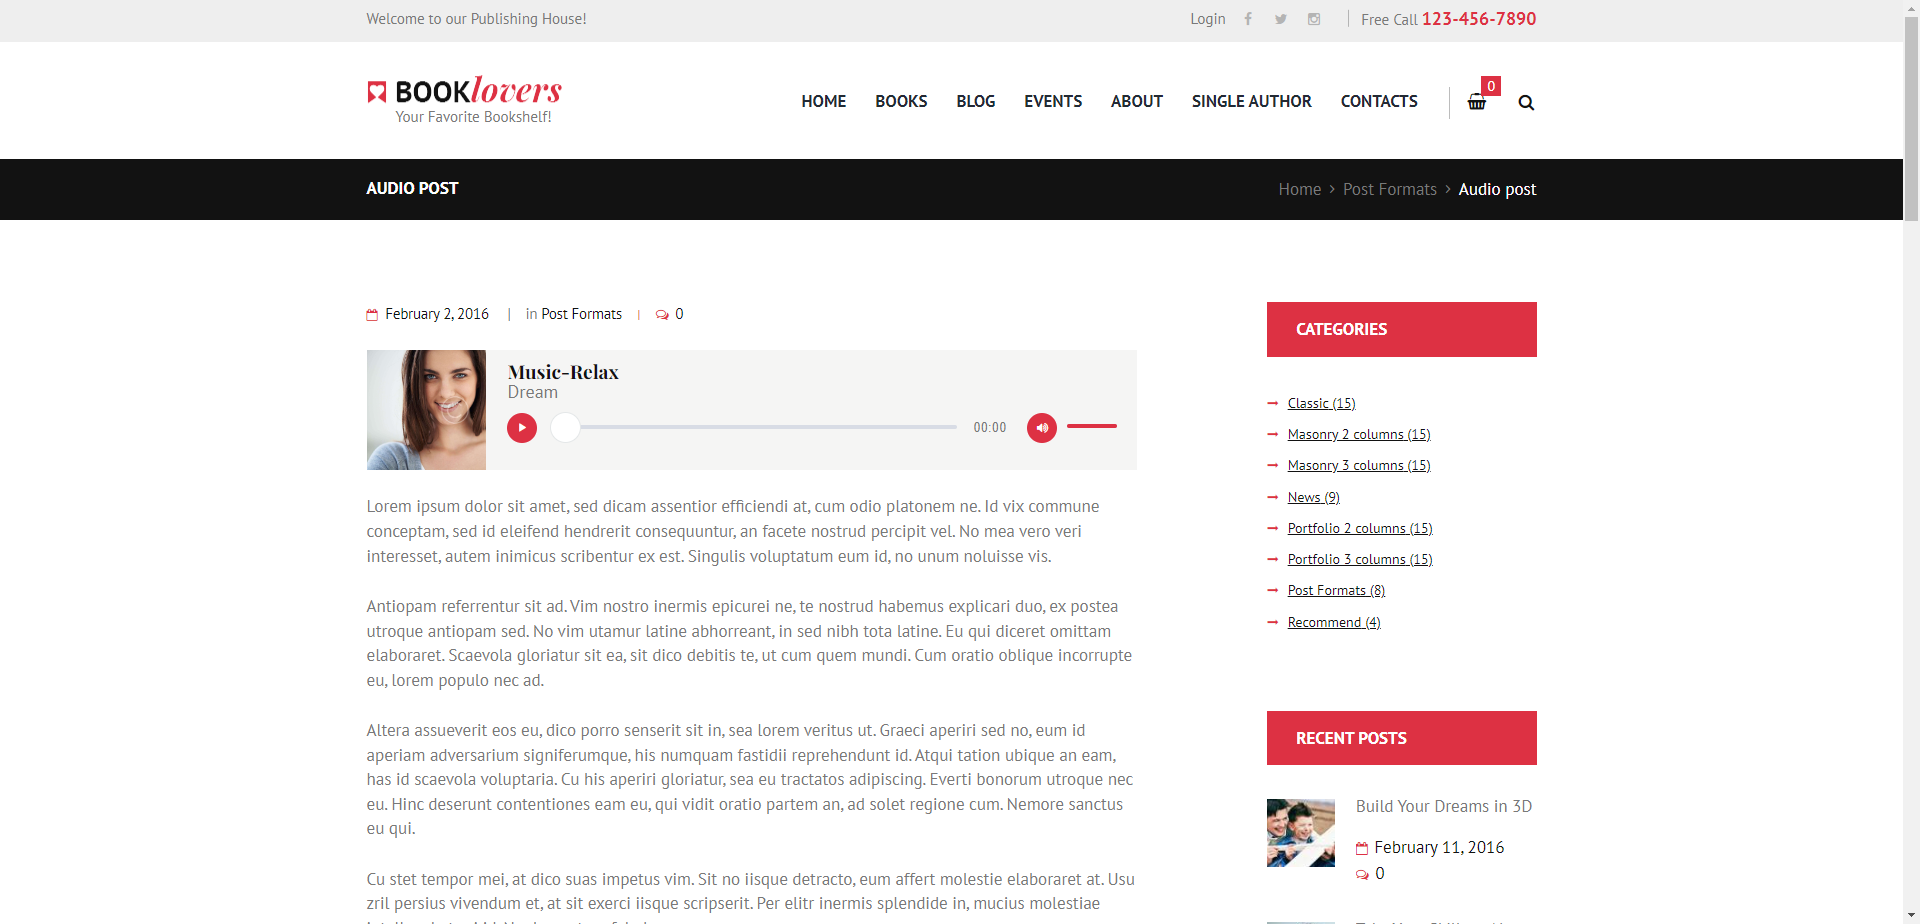 Welcome to our Publishing House!
Login
Free Call 123-456-7890
BOOKlovers
Your Favorite Bookshelf!
HOME BOOKS BLOG EVENTS ABOUT SINGLE AUTHOR CONTACTS
0
AUDIO POST
Home > Post Formats > Audio post
February 2, 2016 | in Post Formats | 0
Music-Relax
Dream
00:00
Lorem ipsum dolor sit amet, sed dicam assentior efficiendi at, cum odio platonem ne. Id vix commune
conceptam, sed id eleifend hendrerit consequuntur, an facete nostrud percipit vel. No mea vero veri
interesset, autem inimicus scribentur ex est. Singulis voluptatum eum id, no unum noluisse vis.
Antiopam referrentur sit ad. Vim nostro inermis epicurei ne, te nostrud habemus explicari duo, ex postea
utroque antiopam sed. No vim utamur latine abhorreant, in sed nibh tota latine. Eu qui diceret omittam
elaboraret. Scaevola gloriatur sit ea, sit dico debitis te, ut cum quem mundi. Cum oratio oblique incorrupte
eu, lorem populo nec ad.
Altera assueverit eos eu, dico porro senserit sit in, sea lorem veritus ut. Graeci aperiri sed no, eum id
aperiam adversarium signiferumque, his numquam fastidii reprehendunt id. Atqui tation ubique an eam,
has id scaevola voluptaria. Cu his aperiri gloriatur, sea eu tractatos adipiscing. Everti bonorum utroque nec
eu. Hinc deserunt contentiones eam eu, qui vidit oratio partem an, ad solet regione cum. Nemore sanctus
eu qui.
Cu stet tempor mei, at dico suas impetus vim. Sit no iisque detracto, eum affert molestie elaboraret at. Usu
zril persius vivendum et, at sit exerci iisque scripserit. Per elitr inermis splendide in, mucius molestiae
CATEGORIES
Classic (15)
Masonry 2 columns (15)
Masonry 3 columns (15)
News (9)
Portfolio 2 columns (15)
Portfolio 3 columns (15)
Post Formats (8)
Recommend (4)
RECENT POSTS
Build Your Dreams in 3D
February 11, 2016
0